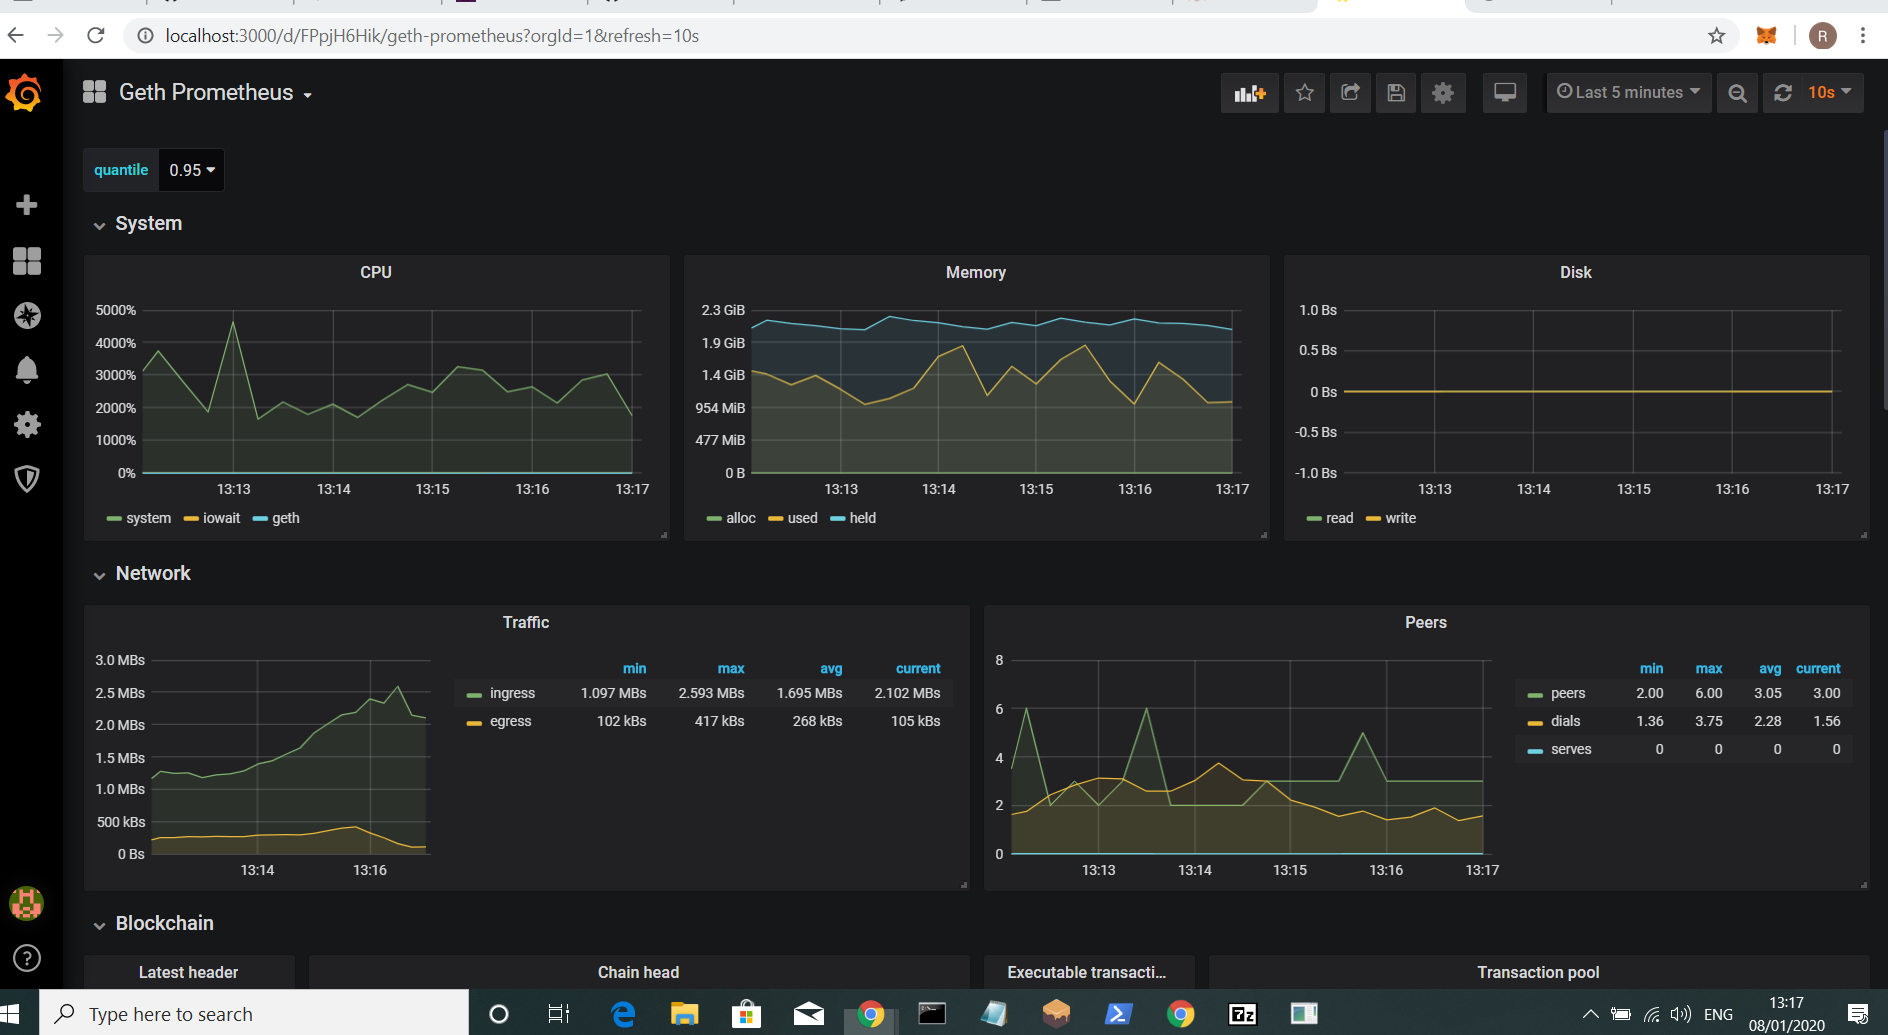 localhost:3000/d/FPpjH6Hik/geth-prometheus?orgId=1&refresh=10s
R
Geth Prometheus
Last 5 minutes
10s
quantile 0.95
System
CPU
5000%
4000%
3000%
2000%
1000%
0%
13:13 13:14 13:15 13:16 13:17
system iowait geth
Memory
2.3 GiB
1.9 GiB
1.4 GiB
954 MiB
477 MiB
0 B
13:13 13:14 13:15 13:16 13:17
alloc used held
Disk
1.0 Bs
0.5 Bs
0 Bs
-0.5 Bs
-1.0 Bs
13:13 13:14 13:15 13:16 13:17
read write
Network
Traffic
3.0 MBs
2.5 MBs
2.0 MBs
1.5 MBs
1.0 MBs
500 kBs
0 Bs
13:14 13:16
min max avg current
ingress 1.097 MBs 2.593 MBs 1.695 MBs 2.102 MBs
egress 102 kBs 417 kBs 268 kBs 105 kBs
Peers
8
6
4
2
0
13:13 13:14 13:15 13:16 13:17
min max avg current
peers 2.00 6.00 3.05 3.00
dials 1.36 3.75 2.28 1.56
serves 0 0 0 0
Blockchain
Latest header
Chain head
Executable transacti...
Transaction pool
Type here to search
7z
ENG
13:17
08/01/2020